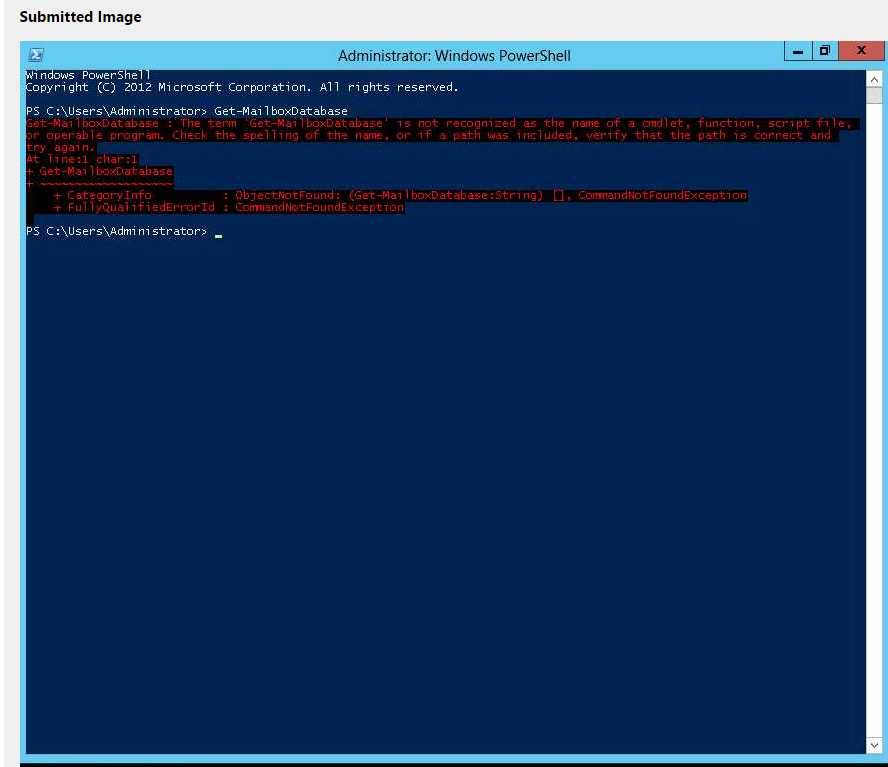 Submitted Image
Administrator: Windows PowerShell
Windows PowerShell
Copyright (C) 2012 Microsoft Corporation. All rights reserved.
PS C:\Users\Administrator> Get-MailboxDatabase
Get-MailboxDatabase : The term 'Get-MailboxDatabase' is not recognized as the name of a cmdlet, function, script file,
or operable program. Check the spelling of the name, or if a path was included, verify that the path is correct and
try again.
At line:1 char:1
+ Get-MailboxDatabase
+ ~~~~~~~~~~~~~~~~~~~
    + CategoryInfo          : ObjectNotFound: (Get-MailboxDatabase:String) [], CommandNotFoundException
    + FullyQualifiedErrorId : CommandNotFoundException
PS C:\Users\Administrator> _